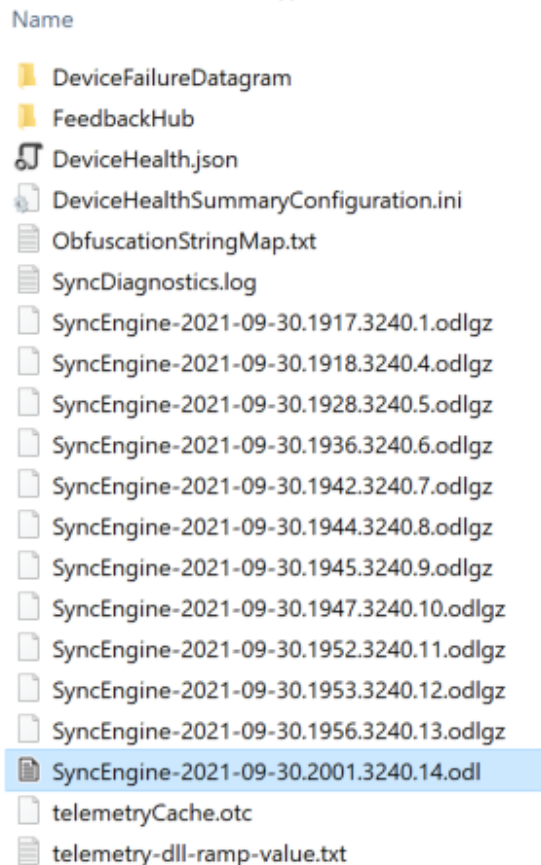 Name
DeviceFailureDatagram
FeedbackHub
DeviceHealth.json
DeviceHealthSummaryConfiguration.ini
ObfuscationStringMap.txt
SyncDiagnostics.log
SyncEngine-2021-09-30.1917.3240.1.odlgz
SyncEngine-2021-09-30.1918.3240.4.odlgz
SyncEngine-2021-09-30.1928.3240.5.odlgz
SyncEngine-2021-09-30.1936.3240.6.odlgz
SyncEngine-2021-09-30.1942.3240.7.odlgz
SyncEngine-2021-09-30.1944.3240.8.odlgz
SyncEngine-2021-09-30.1945.3240.9.odlgz
SyncEngine-2021-09-30.1947.3240.10.odlgz
SyncEngine-2021-09-30.1952.3240.11.odlgz
SyncEngine-2021-09-30.1953.3240.12.odlgz
SyncEngine-2021-09-30.1956.3240.13.odlgz
SyncEngine-2021-09-30.2001.3240.14.odl
telemetryCache.otc
telemetry-dll-ramp-value.txt